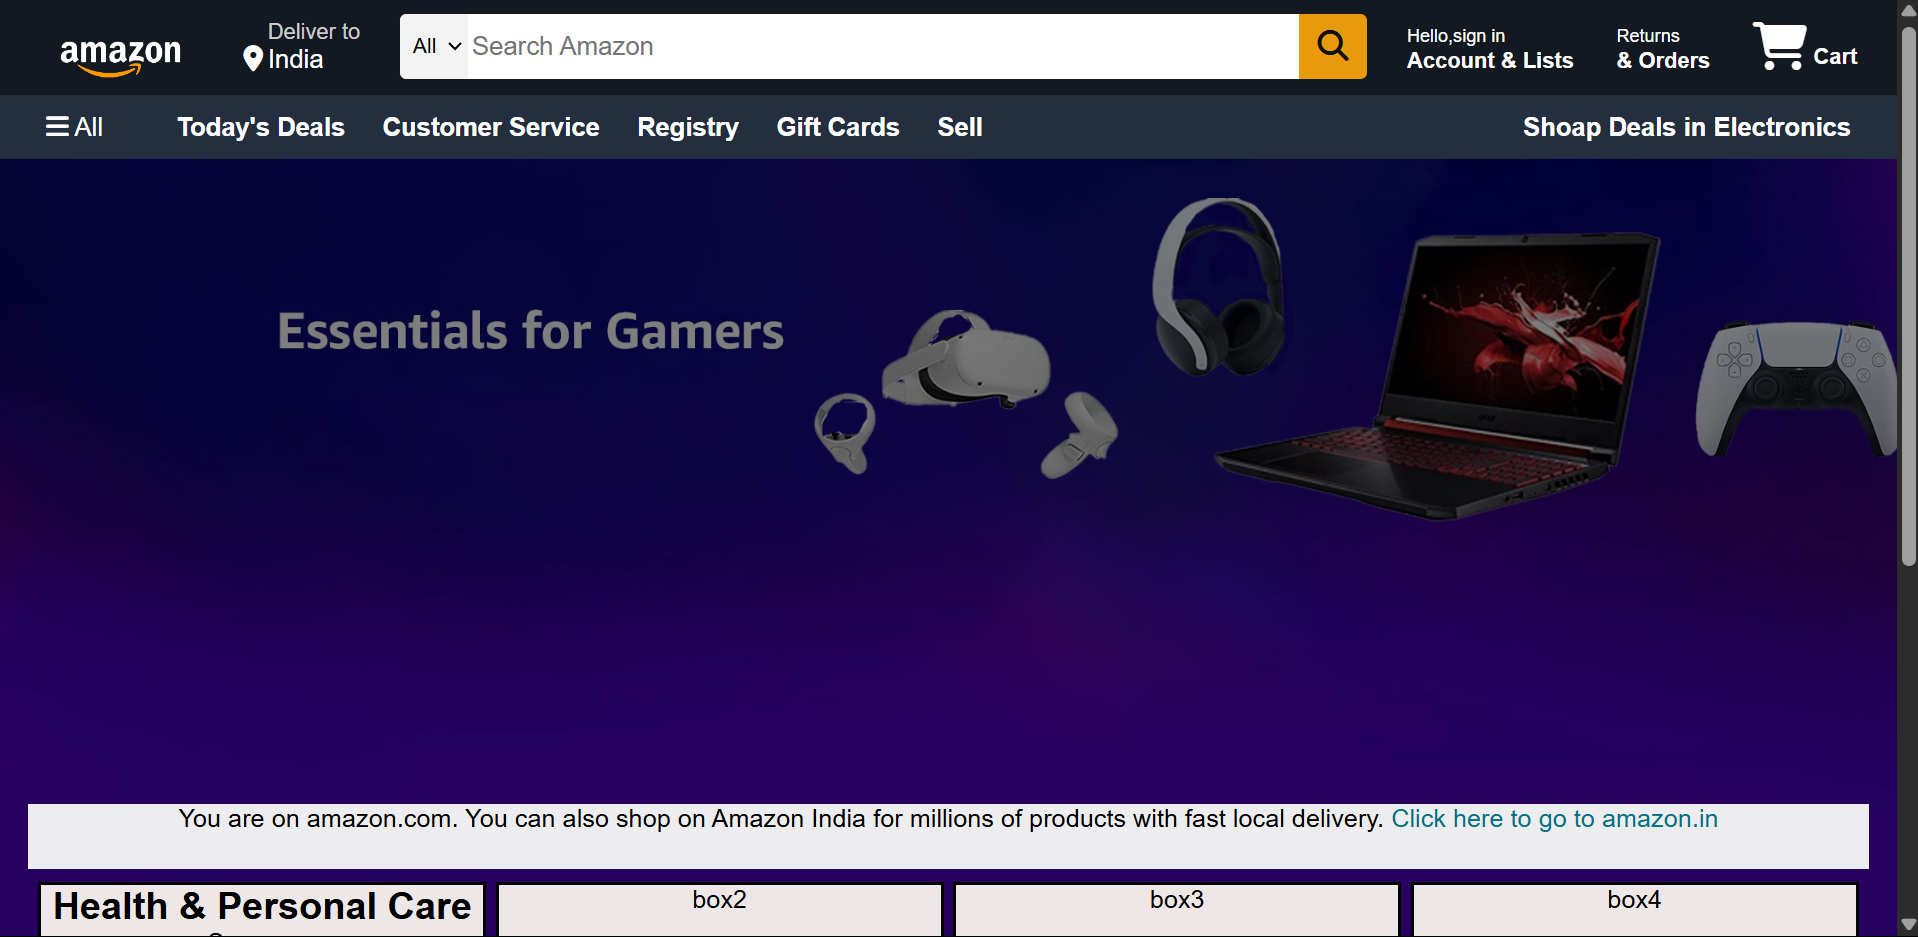 amazon
Deliver to
India
All
Search Amazon
Hello,sign in
Account & Lists
Returns
& Orders
Cart
All
Today's Deals
Customer Service
Registry
Gift Cards
Sell
Shoap Deals in Electronics
Essentials for Gamers
You are on amazon.com. You can also shop on Amazon India for millions of products with fast local delivery. Click here to go to amazon.in
Health & Personal Care
box2
box3
box4